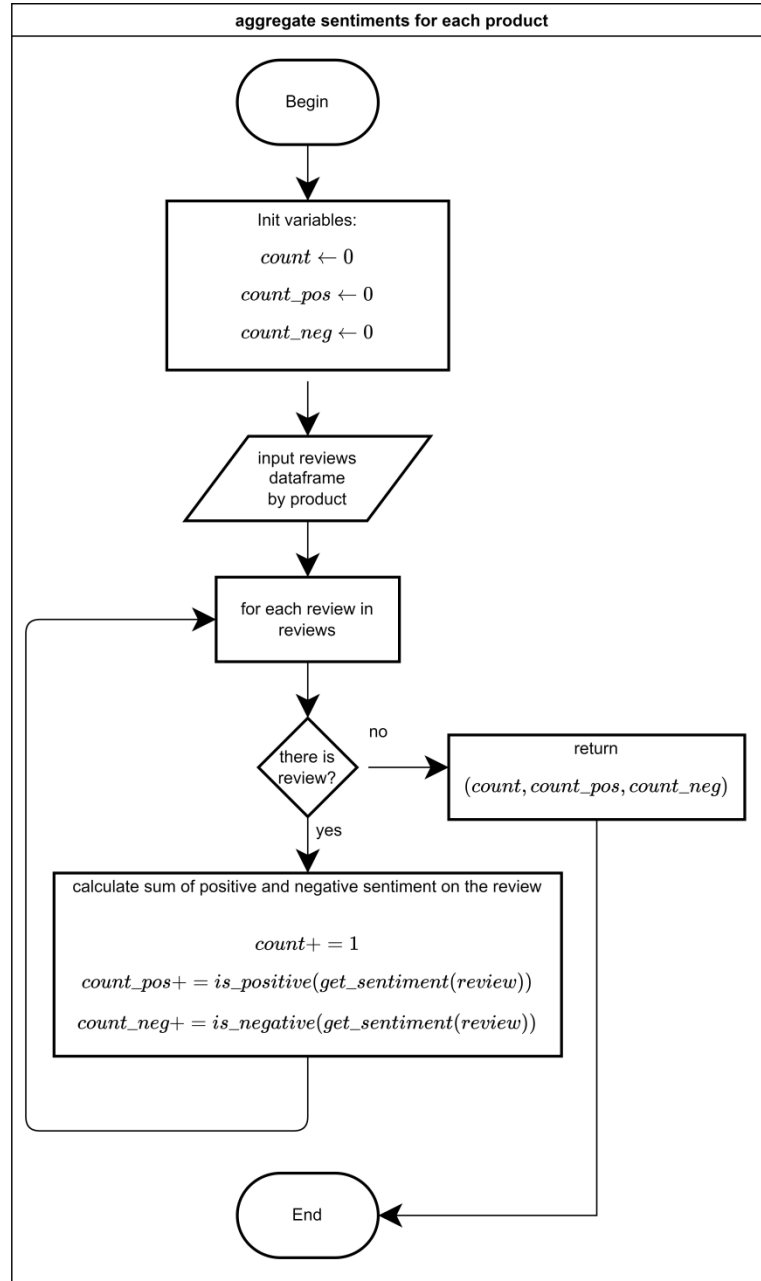 aggregate sentiments for each product
Begin
Init variables:
count ← 0
count_pos ← 0
count_neg ← 0
input reviews
dataframe
by product
for each review in
reviews
there is
review?
no
return
(count, count_pos, count_neg)
yes
calculate sum of positive and negative sentiment on the review
count+ = 1
count_pos+ = is_positive(get_sentiment(review))
count_neg+ = is_negative(get_sentiment(review))
End